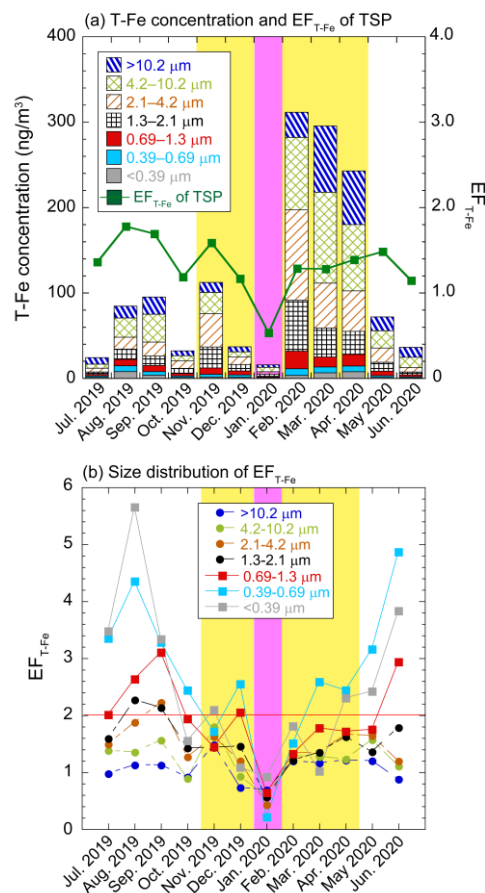 (a) T-Fe concentration and EF_T-Fe of TSP
400
300
200
100
0
T-Fe concentration (ng/m³)
>10.2 μm
4.2–10.2 μm
2.1–4.2 μm
1.3–2.1 μm
0.69–1.3 μm
0.39–0.69 μm
<0.39 μm
EF_T-Fe of TSP
4.0
3.0
2.0
1.0
0
EF_T-Fe
Jul. 2019
Aug. 2019
Sep. 2019
Oct. 2019
Nov. 2019
Dec. 2019
Jan. 2020
Feb. 2020
Mar. 2020
Apr. 2020
May. 2020
Jun. 2020
(b) Size distribution of EF_T-Fe
6
5
4
3
2
1
0
EF_T-Fe
>10.2 μm
4.2-10.2 μm
2.1-4.2 μm
1.3-2.1 μm
0.69-1.3 μm
0.39-0.69 μm
<0.39 μm
Jul. 2019
Aug. 2019
Sep. 2019
Oct. 2019
Nov. 2019
Dec. 2019
Jan. 2020
Feb. 2020
Mar. 2020
Apr. 2020
May. 2020
Jun. 2020